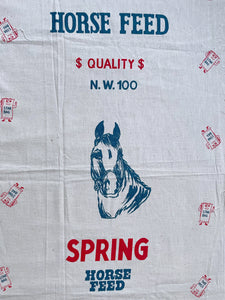 HORSE FEED
$ QUALITY $
N.W. 100
SPRING
HORSE
FEED